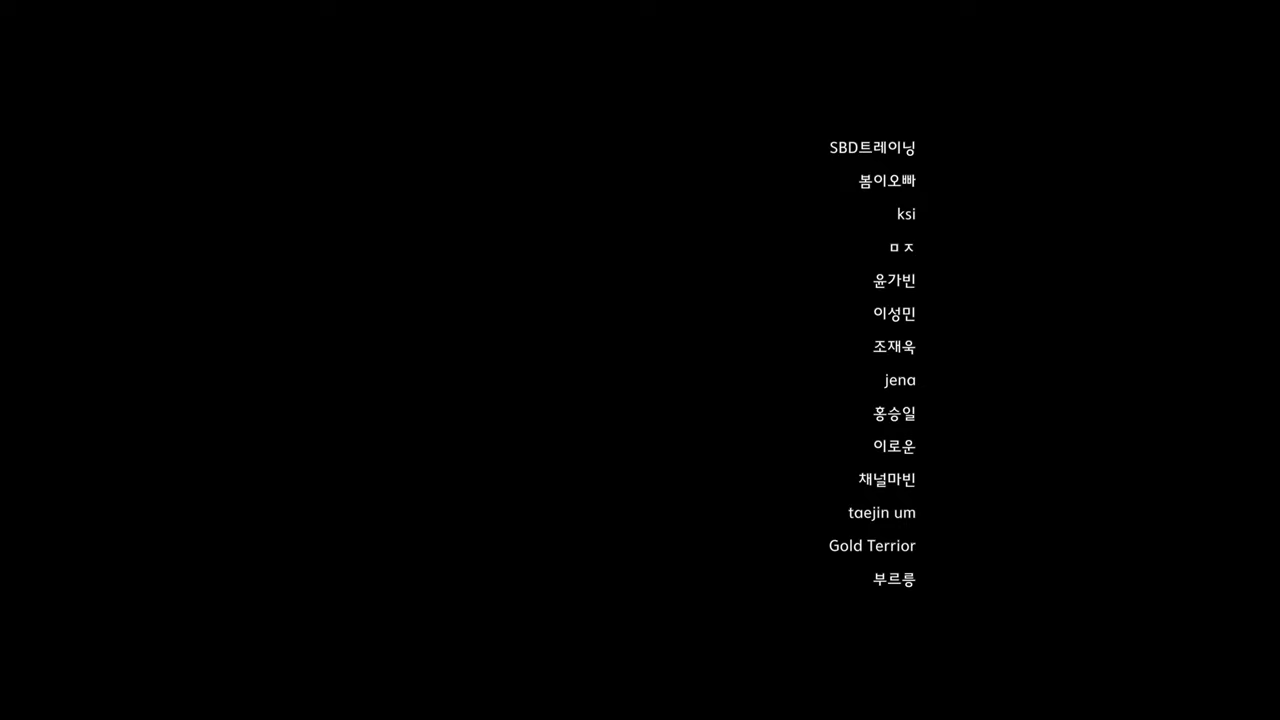 SBD트레이닝
봄이오빠
ksi
ㅁㅈ
윤가빈
이성민
조재욱
jena
홍승일
이로운
채널마빈
taejin um
Gold Terrior
부르릉